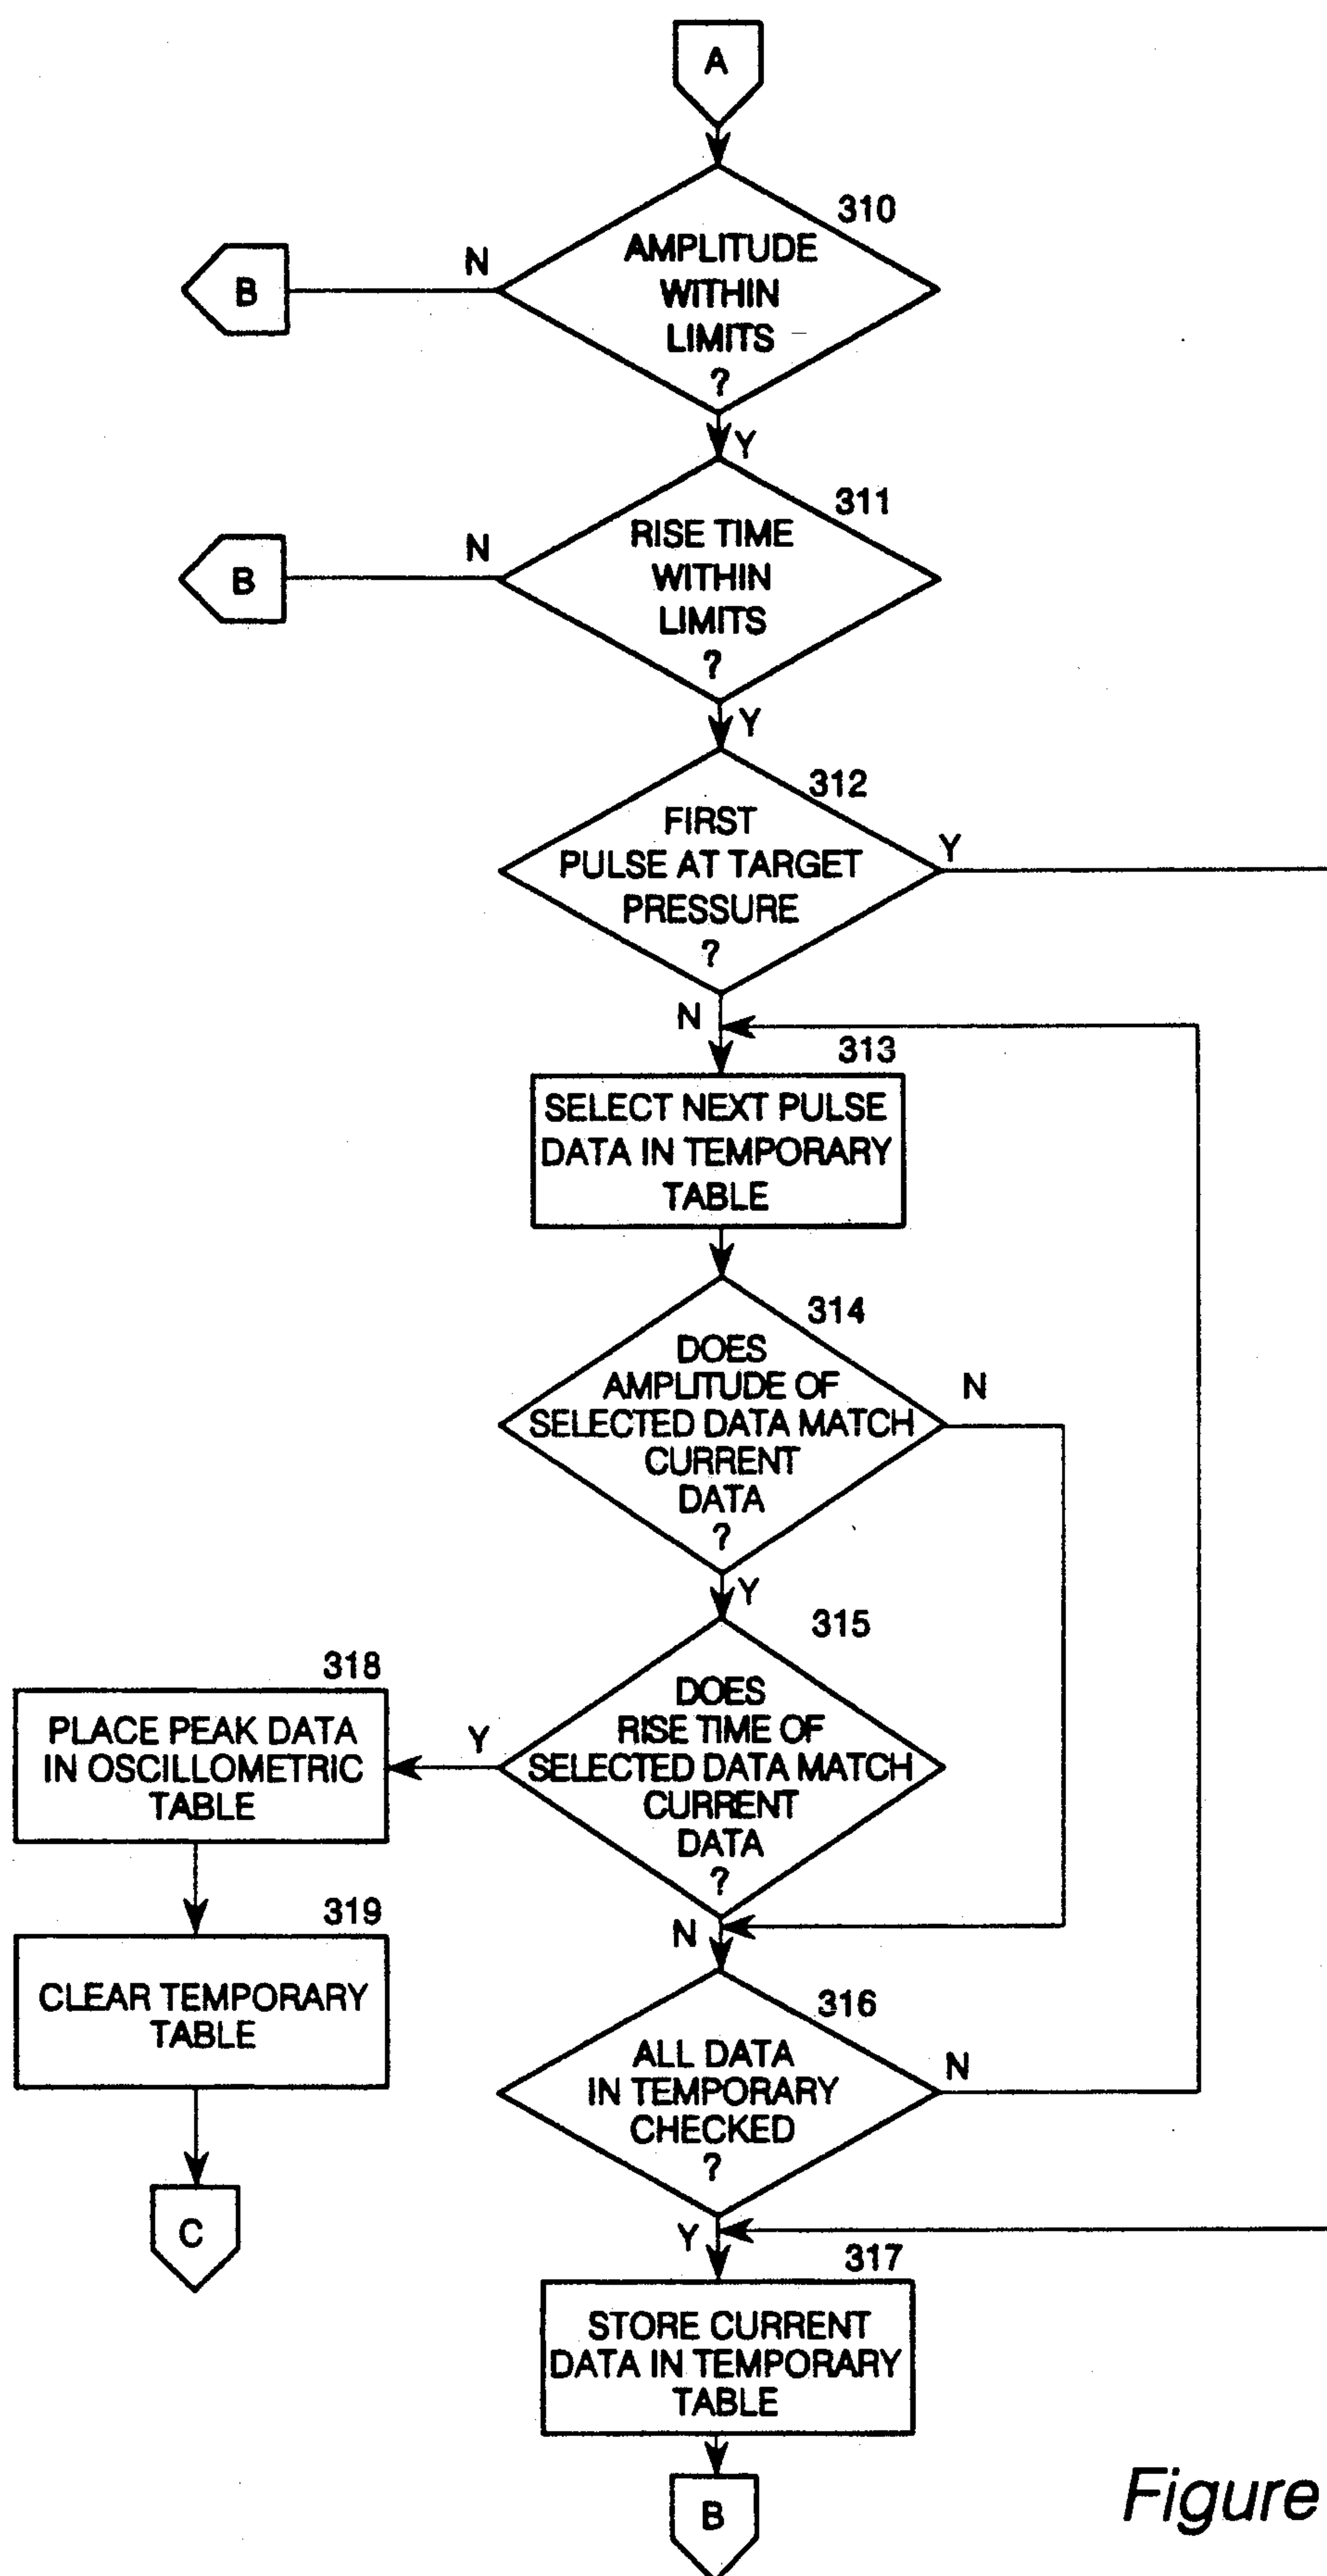 A
310
AMPLITUDE
WITHIN
LIMITS
?
N
B
Y
311
RISE TIME
WITHIN
LIMITS
?
N
B
Y
312
FIRST
PULSE AT TARGET
PRESSURE
?
Y
N
313
SELECT NEXT PULSE
DATA IN TEMPORARY
TABLE
314
DOES
AMPLITUDE OF
SELECTED DATA MATCH
CURRENT
DATA
?
N
Y
315
DOES
RISE TIME OF
SELECTED DATA MATCH
CURRENT
DATA
?
Y
318
PLACE PEAK DATA
IN OSCILLOMETRIC
TABLE
319
CLEAR TEMPORARY
TABLE
C
N
316
ALL DATA
IN TEMPORARY
CHECKED
?
N
Y
317
STORE CURRENT
DATA IN TEMPORARY
TABLE
B
Figure